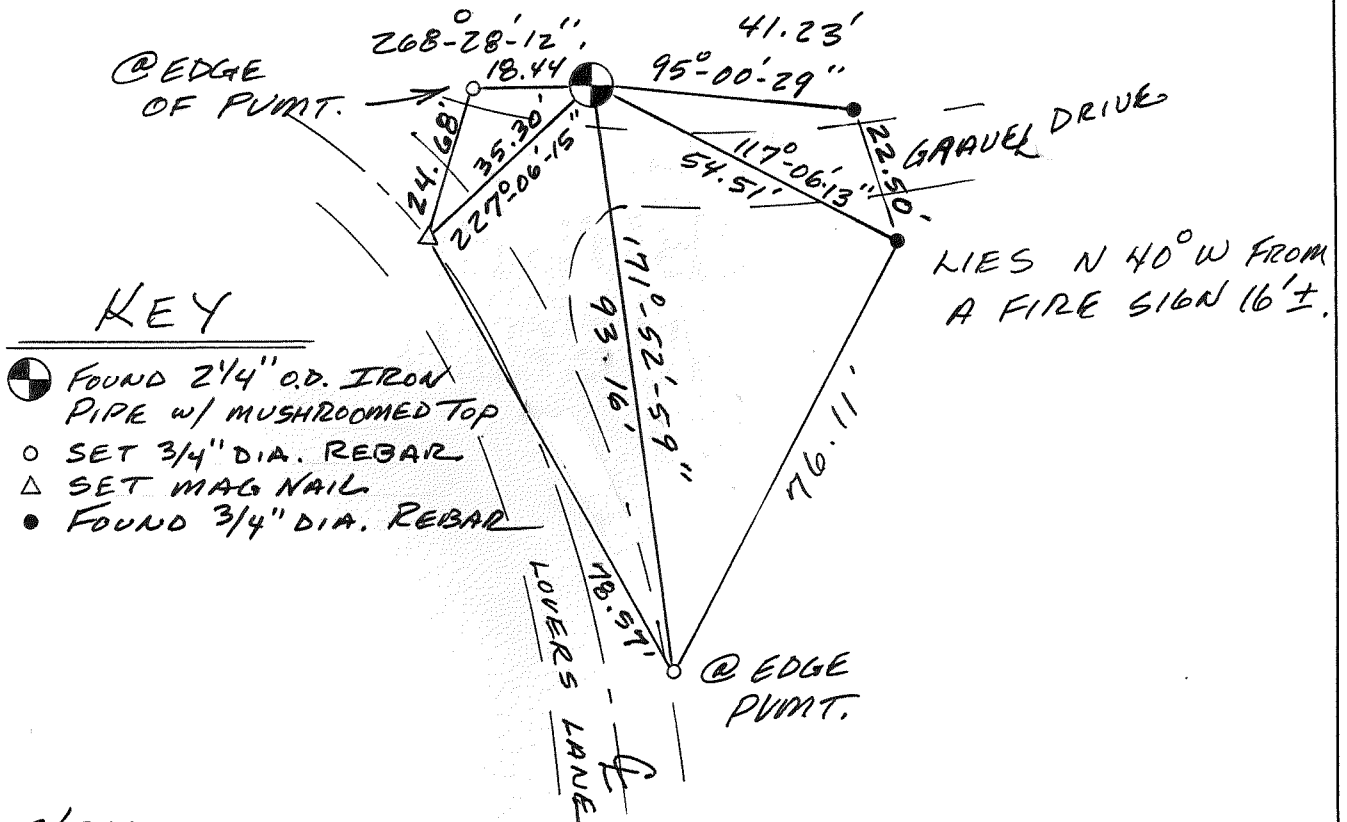 268°-28'-12"
18.44'
41.23'
95°-00'-29"
@ EDGE
OF PVMT.
24.68'
35.30'
227°-06'-15"
117°-06'-13"
54.51'
22.50'
GRAVEL DRIVE
LIES N 40° W FROM
A FIRE SIGN 16'±.
171°-52'-59"
93.16'
76.11'
78.57'
KEY
FOUND 2 1/4" O.D. IRON
PIPE W/ MUSHROOMED TOP
SET 3/4" DIA. REBAR
SET MAG NAIL
FOUND 3/4" DIA. REBAR
LOVERS LANE
℄
@ EDGE
PVMT.